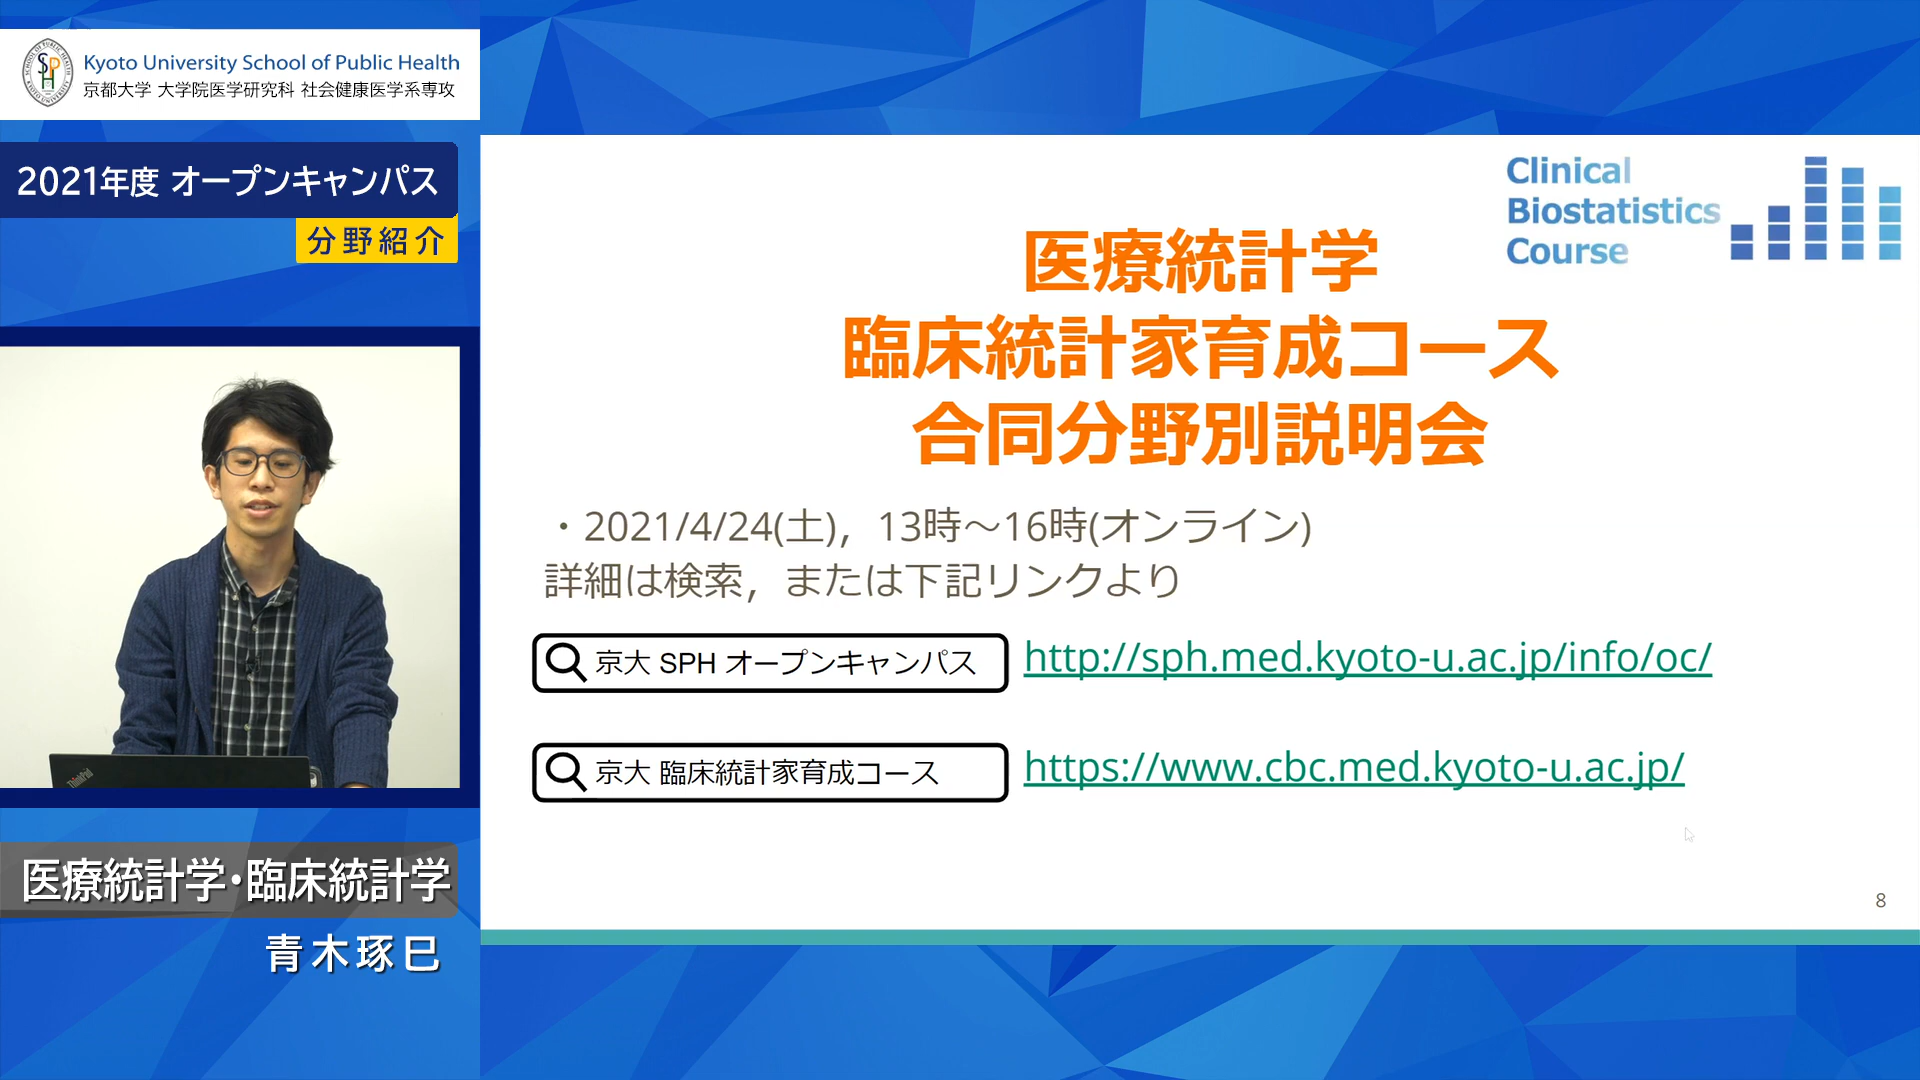 Kyoto University School of Public Health
京都大学 大学院医学研究科 社会健康医学系専攻
2021年度 オープンキャンパス
分野紹介
医療統計学・臨床統計学
青木琢巳
Clinical
Biostatistics
Course
医療統計学
臨床統計家育成コース
合同分野別説明会
・2021/4/24(土)，13時～16時(オンライン)
詳細は検索，または下記リンクより
京大 SPH オープンキャンパス
http://sph.med.kyoto-u.ac.jp/info/oc/
京大 臨床統計家育成コース
https://www.cbc.med.kyoto-u.ac.jp/
8
ThinkPad